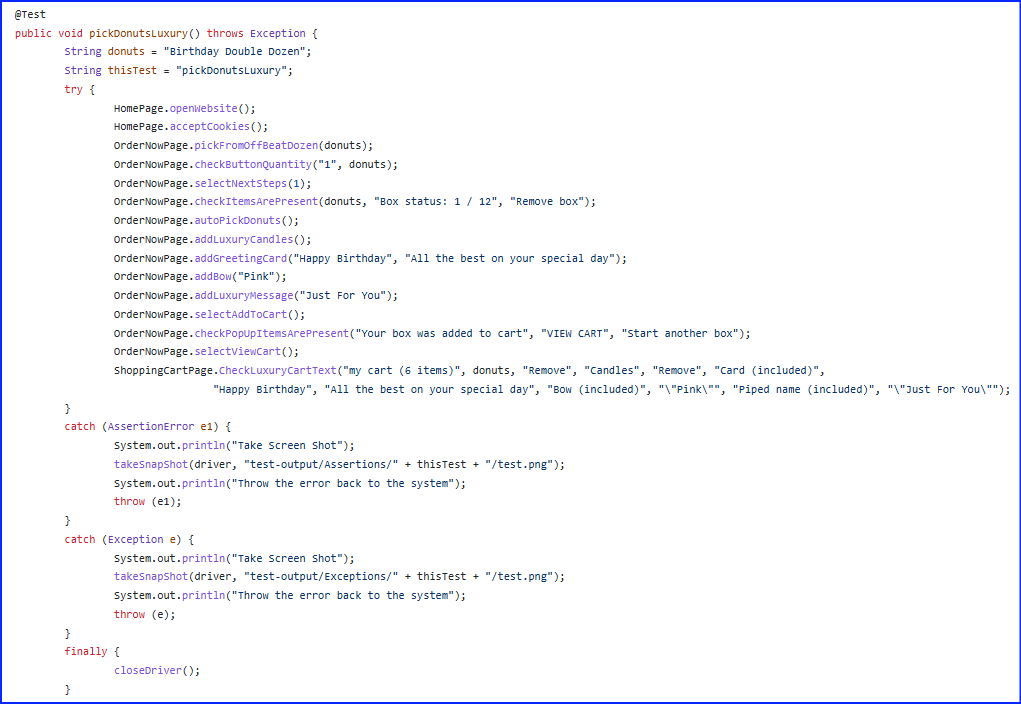 @Test
public void pickDonutsLuxury() throws Exception {
String donuts = "Birthday Double Dozen";
String thisTest = "pickDonutsLuxury";
try {
HomePage.openWebsite();
HomePage.acceptCookies();
OrderNowPage.pickFromOffBeatDozen(donuts);
OrderNowPage.checkButtonQuantity("1", donuts);
OrderNowPage.selectNextSteps(1);
OrderNowPage.checkItemsArePresent(donuts, "Box status: 1 / 12", "Remove box");
OrderNowPage.autoPickDonuts();
OrderNowPage.addLuxuryCandles();
OrderNowPage.addGreetingCard("Happy Birthday", "All the best on your special day");
OrderNowPage.addBow("Pink");
OrderNowPage.addLuxuryMessage("Just For You");
OrderNowPage.selectAddToCart();
OrderNowPage.checkPopUpItemsArePresent("Your box was added to cart", "VIEW CART", "Start another box");
OrderNowPage.selectViewCart();
ShoppingCartPage.CheckLuxuryCartText("my cart (6 items)", donuts, "Remove", "Candles", "Remove", "Card (included)",
"Happy Birthday", "All the best on your special day", "Bow (included)", "\"Pink\"", "Piped name (included)", "\"Just For You\"");
}
catch (AssertionError e1) {
System.out.println("Take Screen Shot");
takeSnapShot(driver, "test-output/Assertions/" + thisTest + "/test.png");
System.out.println("Throw the error back to the system");
throw (e1);
}
catch (Exception e) {
System.out.println("Take Screen Shot");
takeSnapShot(driver, "test-output/Exceptions/" + thisTest + "/test.png");
System.out.println("Throw the error back to the system");
throw (e);
}
finally {
closeDriver();
}